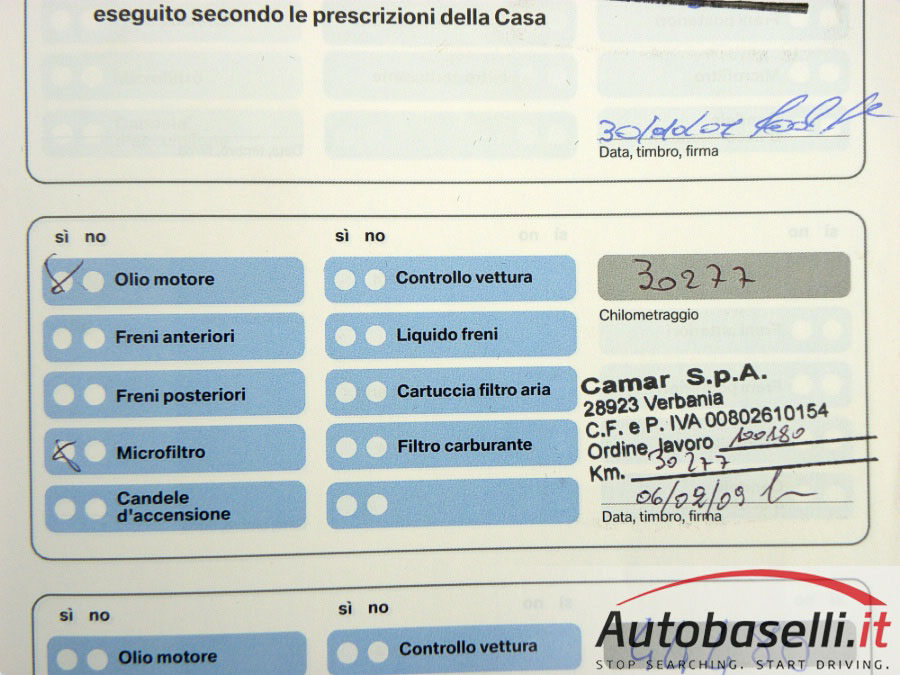 eseguito secondo le prescrizioni della Casa
Data, timbro, firma
sì no
sì no
Olio motore
Controllo vettura
30277
Chilometraggio
Freni anteriori
Liquido freni
Freni posteriori
Cartuccia filtro aria
Camar S.p.A.
28923 Verbania
C.F. e P. IVA 00802610154
Microfiltro
Filtro carburante
Ordine lavoro 100180
Km. 30277
Candele
d'accensione
06/02/09
Data, timbro, firma
sì no
sì no
Olio motore
Controllo vettura
Autobaselli.it
STOP SEARCHING. START DRIVING.